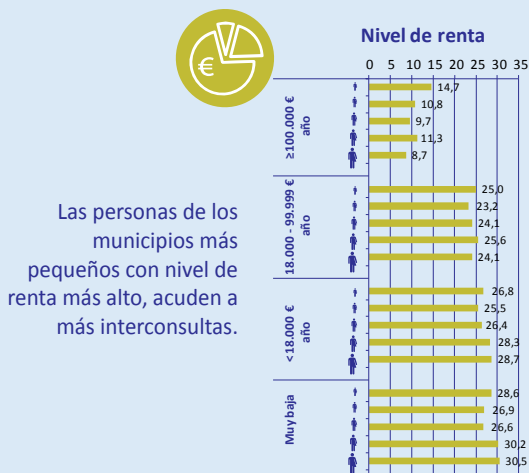 €
Nivel de renta
0 5 10 15 20 25 30 35
≥100.000 €
año
14,7
10,8
9,7
11,3
8,7
18.000 - 99.999 €
año
25,0
23,2
24,1
25,6
24,1
Las personas de los
municipios más
pequeños con nivel de
renta más alto, acuden a
más interconsultas.
<18.000 €
año
26,8
25,5
26,4
28,3
28,7
Muy baja
28,6
26,9
26,6
30,2
30,5